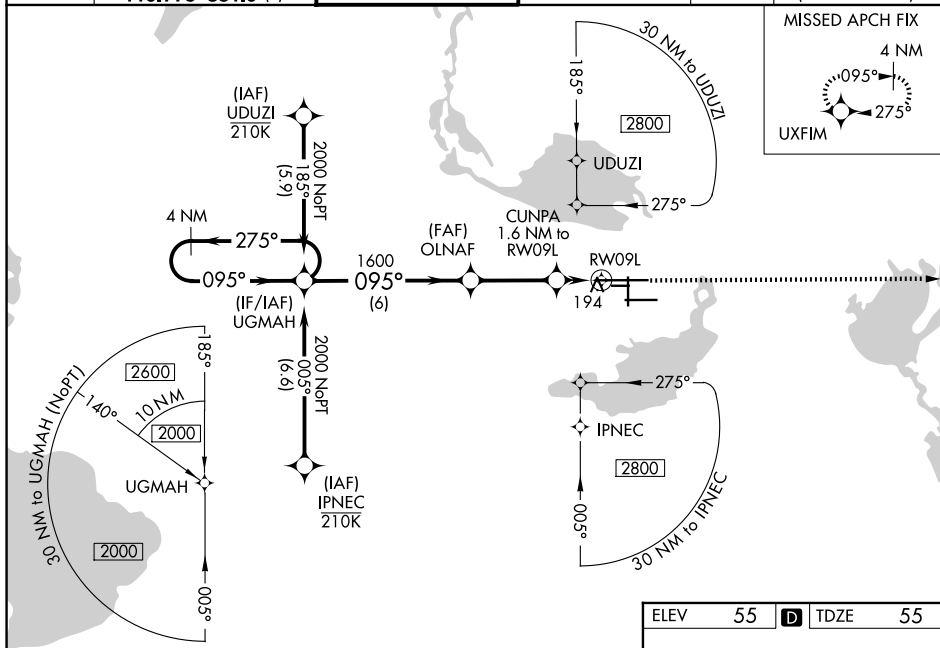 MISSED APCH FIX
4 NM
095°
275°
UXFIM
30 NM to UDUZI
185°
2800
UDUZI
275°
(IAF)
UDUZI
210K
2000 NoPT
185°
(5.9)
4 NM
275°
095°
(IF/IAF)
UGMAH
1600
095°
(6)
(FAF)
OLNAF
CUNPA
1.6 NM to
RW09L
RW09L
194
2000 NoPT
005°
(6.6)
(IAF)
IPNEC
210K
30 NM to UGMAH (NoPT)
185°
2600
140°
10 NM
2000
UGMAH
2000
005°
275°
IPNEC
2800
005°
30 NM to IPNEC
ELEV 55 D TDZE 55